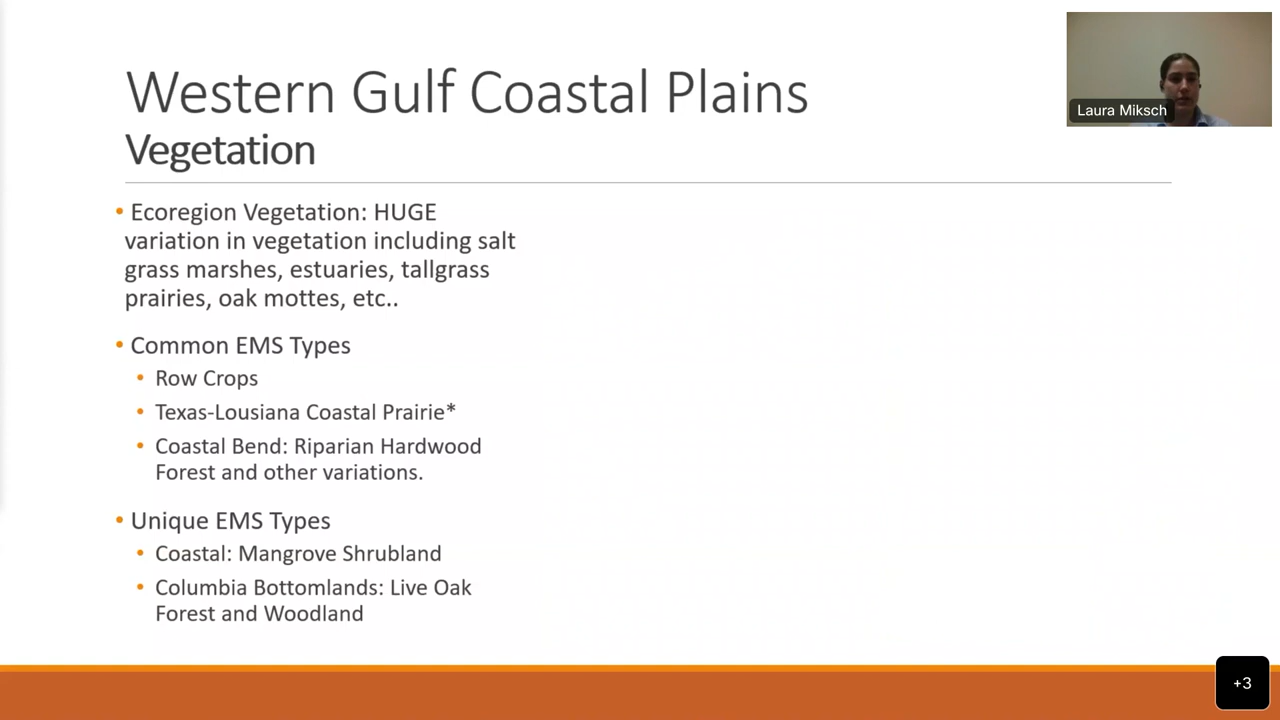 Western Gulf Coastal Plains
Vegetation
Laura Miksch
• Ecoregion Vegetation: HUGE
variation in vegetation including salt
grass marshes, estuaries, tallgrass
prairies, oak mottes, etc..
• Common EMS Types
• Row Crops
• Texas-Lousiana Coastal Prairie*
• Coastal Bend: Riparian Hardwood
Forest and other variations.
• Unique EMS Types
• Coastal: Mangrove Shrubland
• Columbia Bottomlands: Live Oak
Forest and Woodland
+3